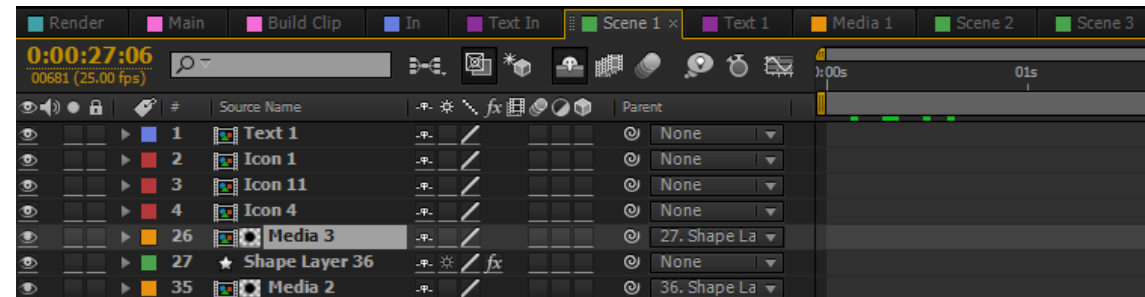 Render Main Build Clip In Text In Scene 1 × Text 1 Media 1 Scene 2 Scene 3
0:00:27:06
00681 (25.00 fps)
0:00s 01s
# Source Name fx Parent
1 Text 1 None
2 Icon 1 None
3 Icon 11 None
4 Icon 4 None
26 Media 3 27. Shape La
27 Shape Layer 36 fx None
35 Media 2 36. Shape La